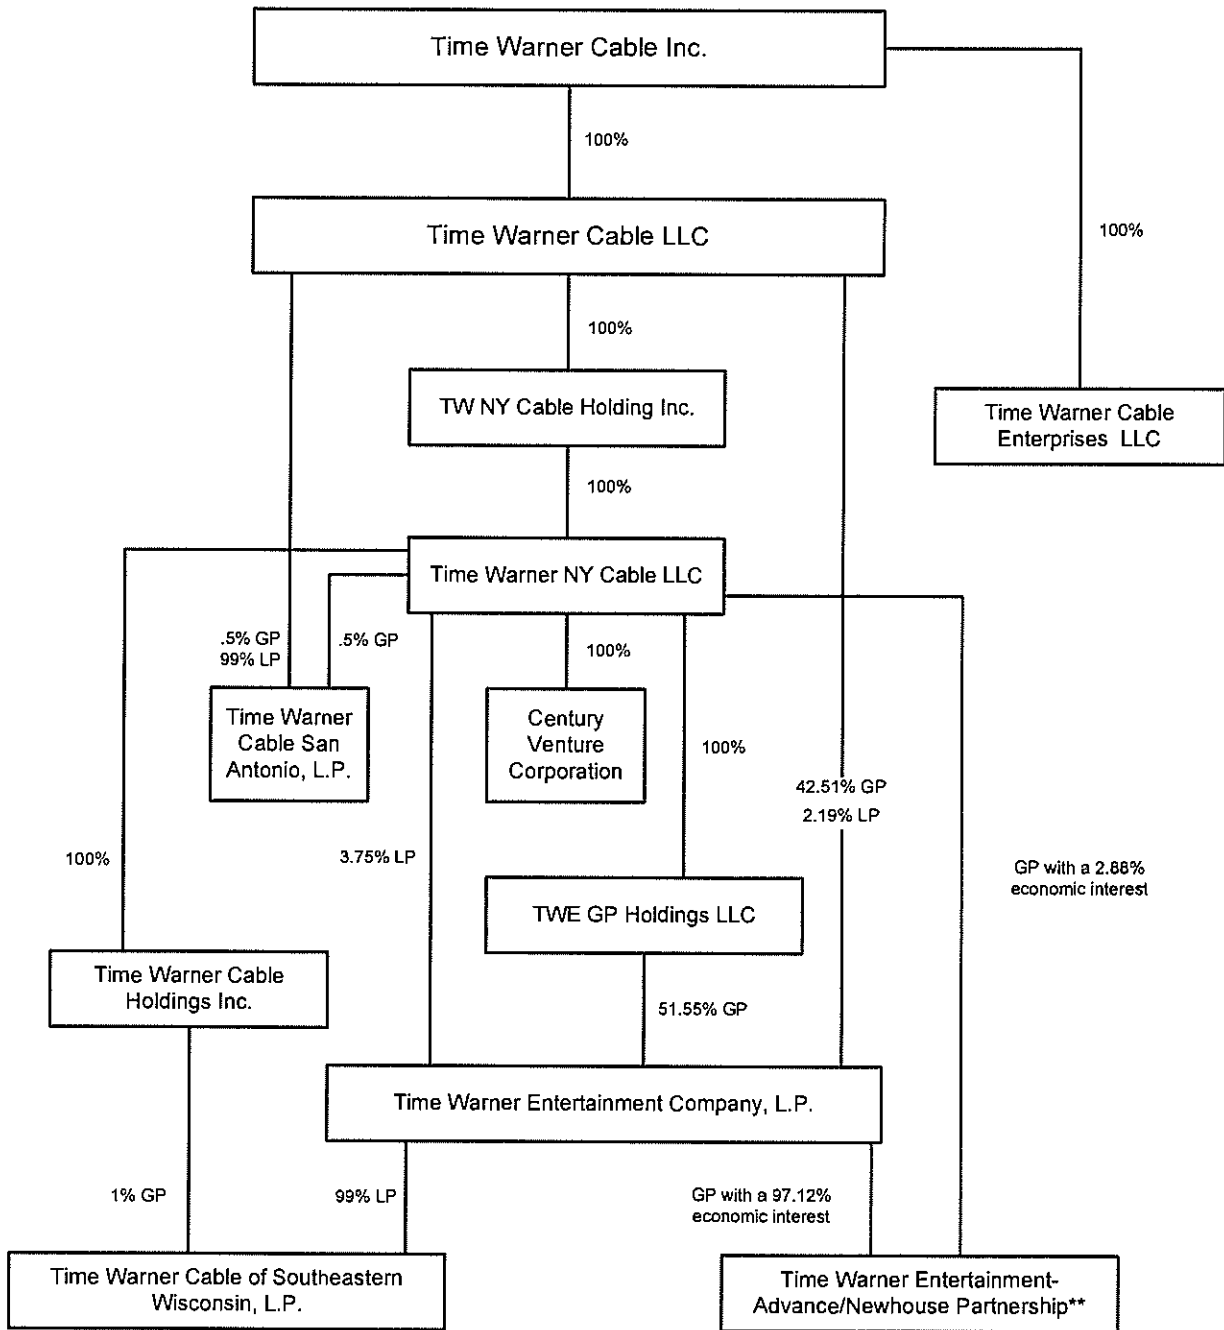 Time Warner Cable Inc.
100%
Time Warner Cable LLC
100%
100%
TW NY Cable Holding Inc.
Time Warner Cable
Enterprises LLC
100%
Time Warner NY Cable LLC
.5% GP
99% LP
.5% GP
100%
Time Warner
Cable San
Antonio, L.P.
Century
Venture
Corporation
100%
42.51% GP
2.19% LP
100%
3.75% LP
GP with a 2.88%
economic interest
TWE GP Holdings LLC
Time Warner Cable
Holdings Inc.
51.55% GP
Time Warner Entertainment Company, L.P.
1% GP
99% LP
GP with a 97.12%
economic interest
Time Warner Cable of Southeastern
Wisconsin, L.P.
Time Warner Entertainment-
Advance/Newhouse Partnership**